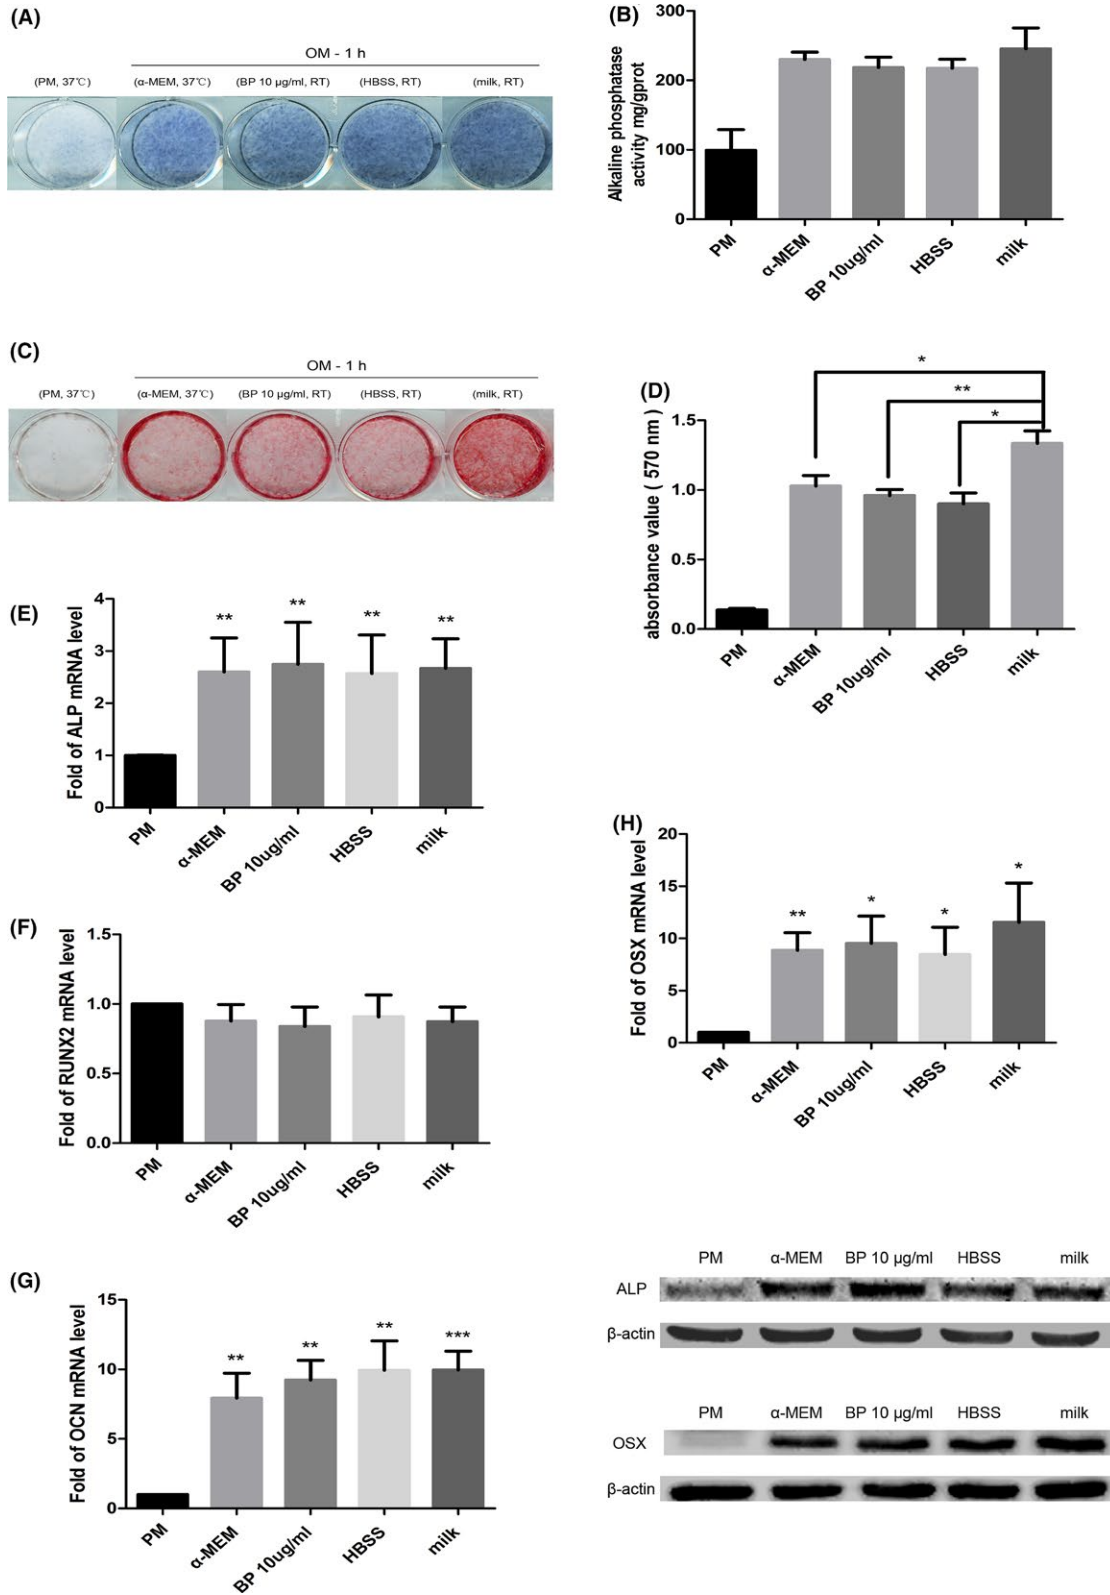 (A)
OM - 1 h
(PM, 37℃) (α-MEM, 37℃) (BP 10 μg/ml, RT) (HBSS, RT) (milk, RT)
(B)
Alkaline phosphatase
activity mg/gprot
300
200
100
0
PM α-MEM BP 10ug/ml HBSS milk
(C)
OM - 1 h
(PM, 37℃) (α-MEM, 37℃) (BP 10 μg/ml, RT) (HBSS, RT) (milk, RT)
(D)
absorbance value ( 570 nm )
1.5
1.0
0.5
0.0
*
**
*
PM α-MEM BP 10ug/ml HBSS milk
(E)
Fold of ALP mRNA level
4
3
2
1
0
** ** ** **
PM α-MEM BP 10ug/ml HBSS milk
(F)
Fold of RUNX2 mRNA level
1.5
1.0
0.5
0.0
PM α-MEM BP 10ug/ml HBSS milk
(H)
Fold of OSX mRNA level
20
15
10
5
0
** * * *
PM α-MEM BP 10ug/ml HBSS milk
(G)
Fold of OCN mRNA level
15
10
5
0
** ** ** ***
PM α-MEM BP 10ug/ml HBSS milk
PM α-MEM BP 10 μg/ml HBSS milk
ALP
β-actin
PM α-MEM BP 10 μg/ml HBSS milk
OSX
β-actin